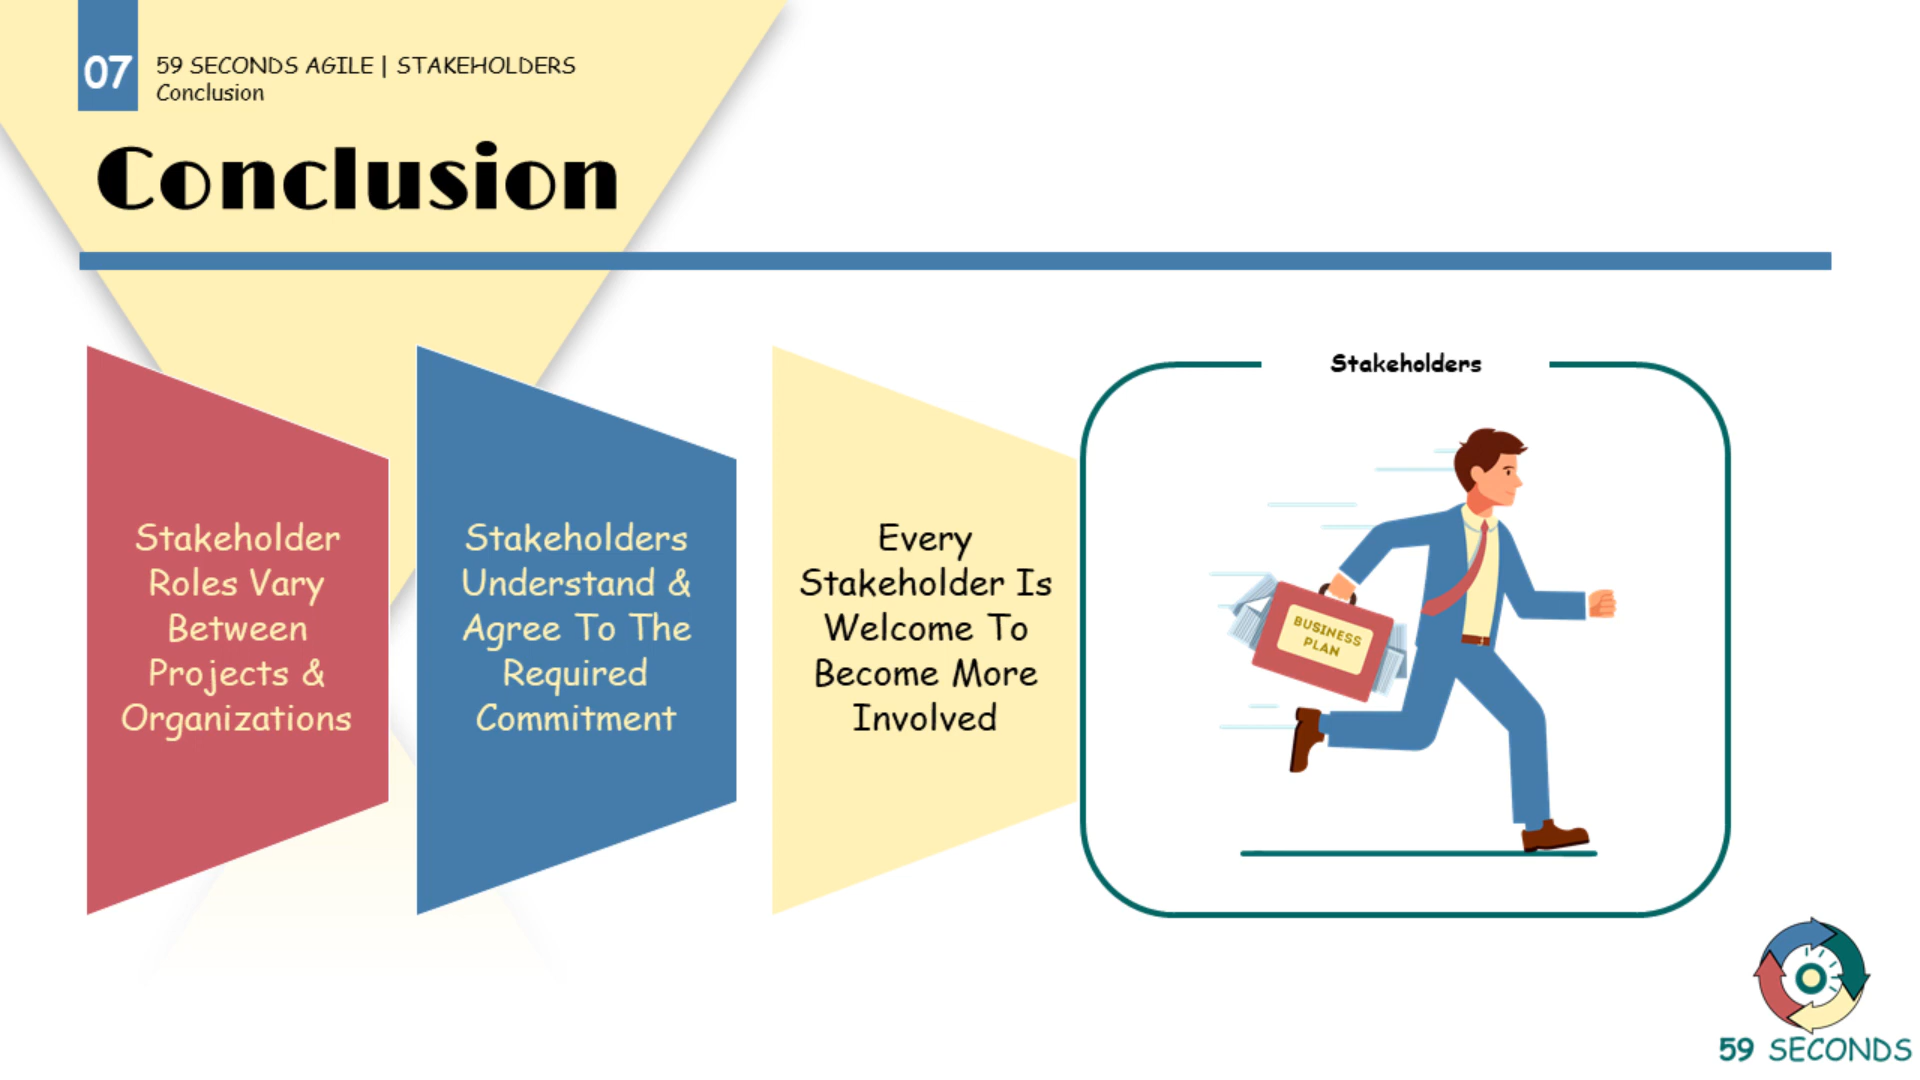 07
59 SECONDS AGILE | STAKEHOLDERS
Conclusion
Conclusion
Stakeholder
Roles Vary
Between
Projects &
Organizations
Stakeholders
Understand &
Agree To The
Required
Commitment
Every
Stakeholder Is
Welcome To
Become More
Involved
Stakeholders
BUSINESS
PLAN
59 SECONDS